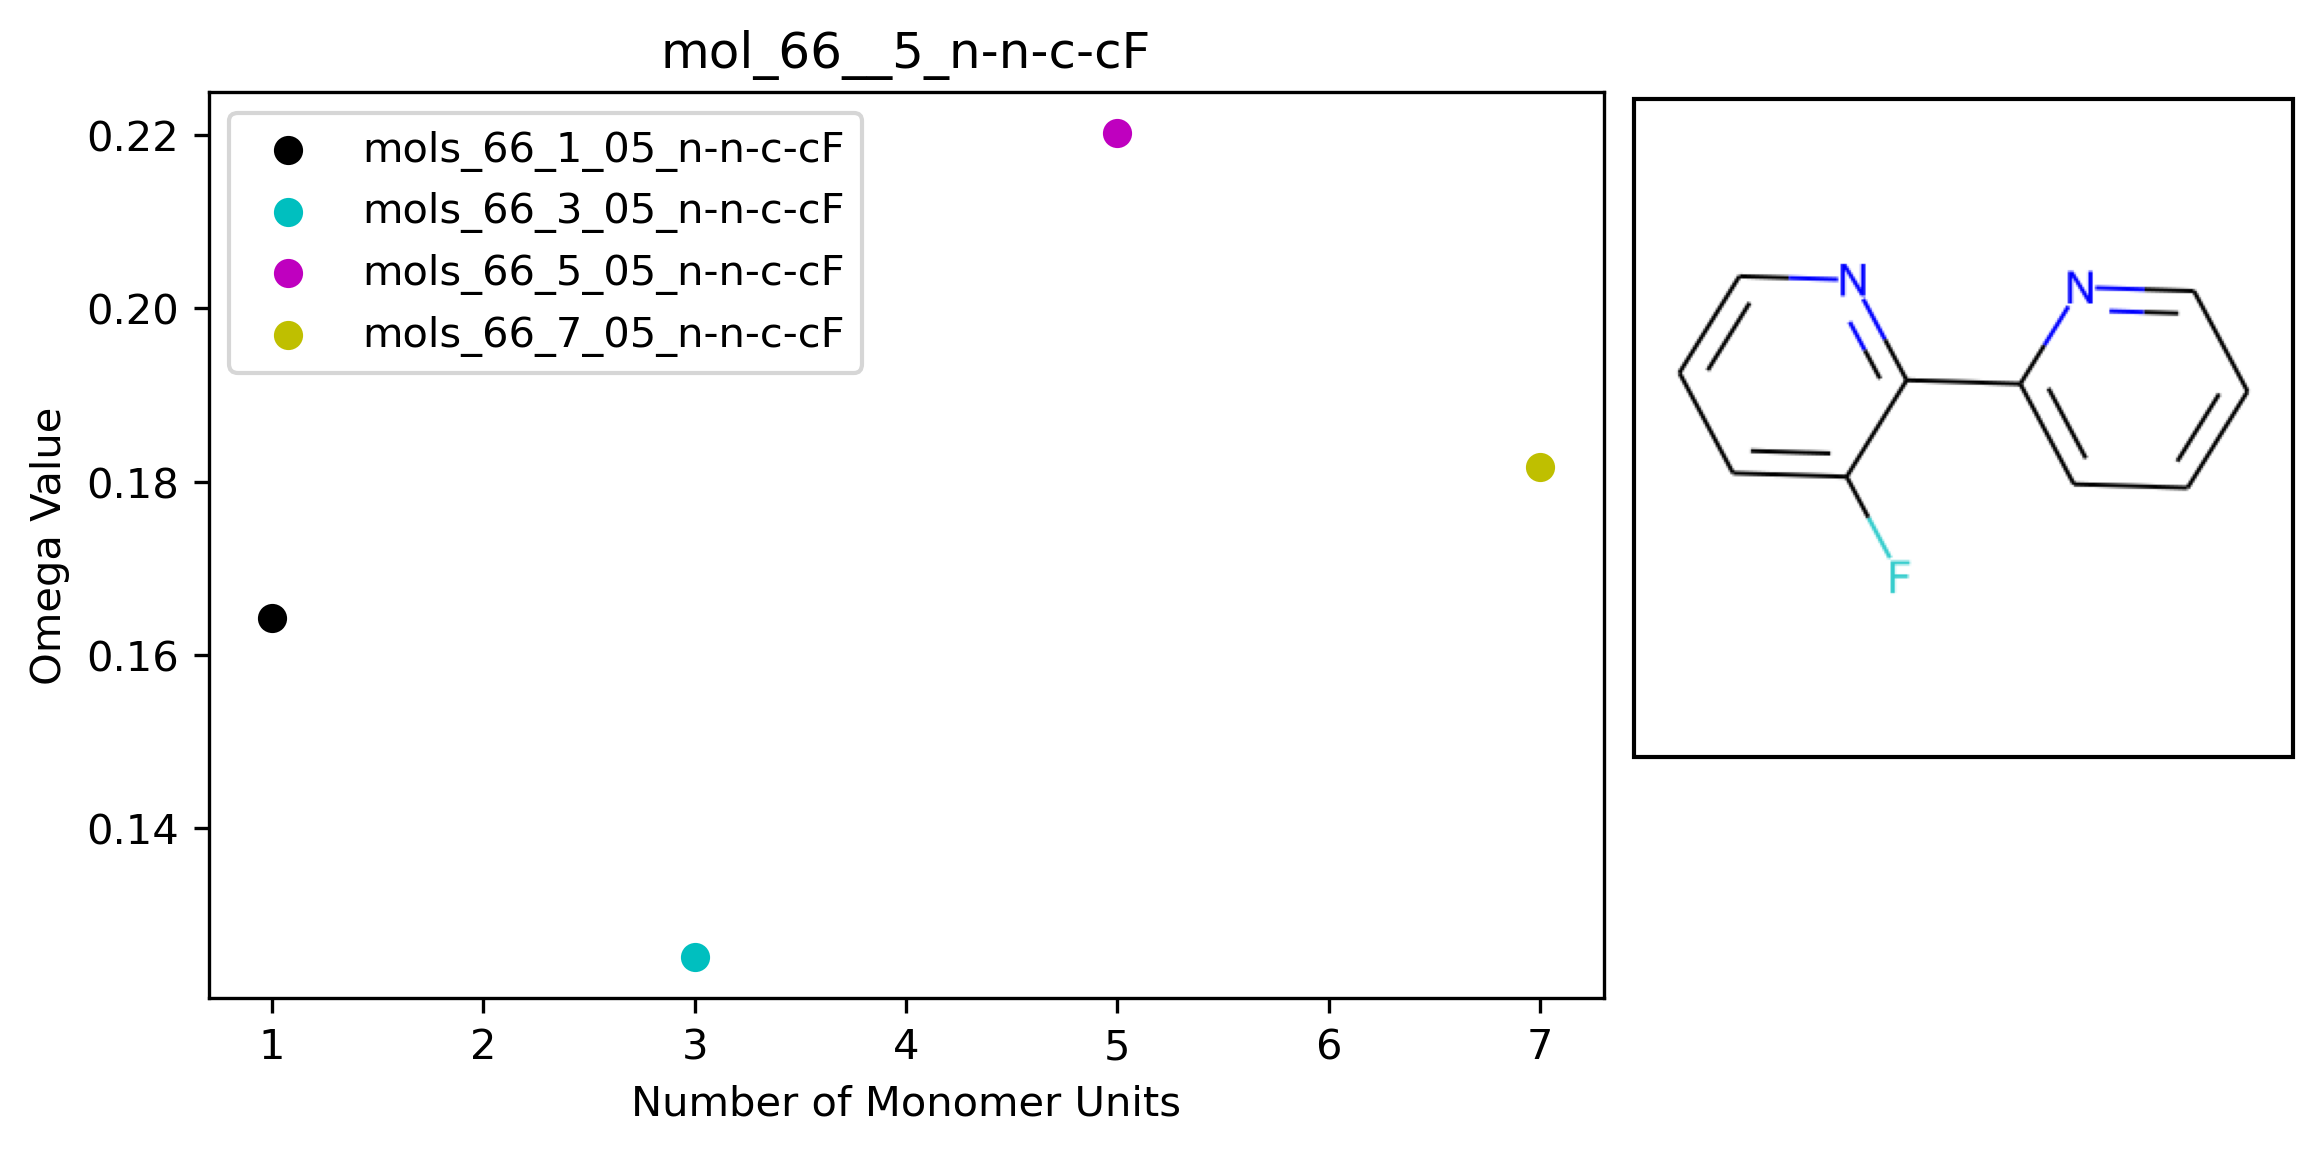 mol_66__5_n-n-c-cF
mols_66_1_05_n-n-c-cF
mols_66_3_05_n-n-c-cF
mols_66_5_05_n-n-c-cF
mols_66_7_05_n-n-c-cF
0.22
0.20
0.18
0.16
0.14
Omega Value
1 2 3 4 5 6 7
Number of Monomer Units
N N
F